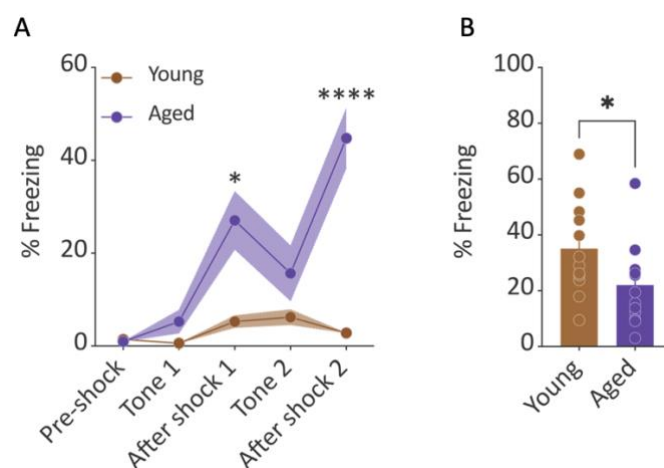 A
% Freezing
60
40
20
0
Young
Aged
*
****
Pre-shock
Tone 1
After shock 1
Tone 2
After shock 2
B
% Freezing
100
80
60
40
20
0
*
Young
Aged